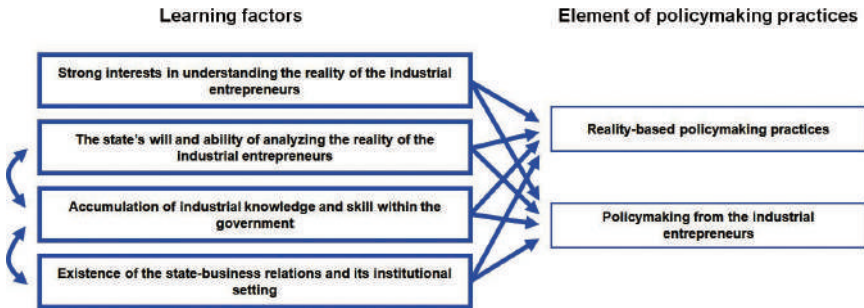 Learning factors
Element of policymaking practices
Strong interests in understanding the reality of the industrial
entrepreneurs
The state's will and ability of analyzing the reality of the
industrial entrepreneurs
Accumulation of industrial knowledge and skill within the
government
Existence of the state-business relations and its institutional
setting
Reality-based policymaking practices
Policymaking from the industrial
entrepreneurs